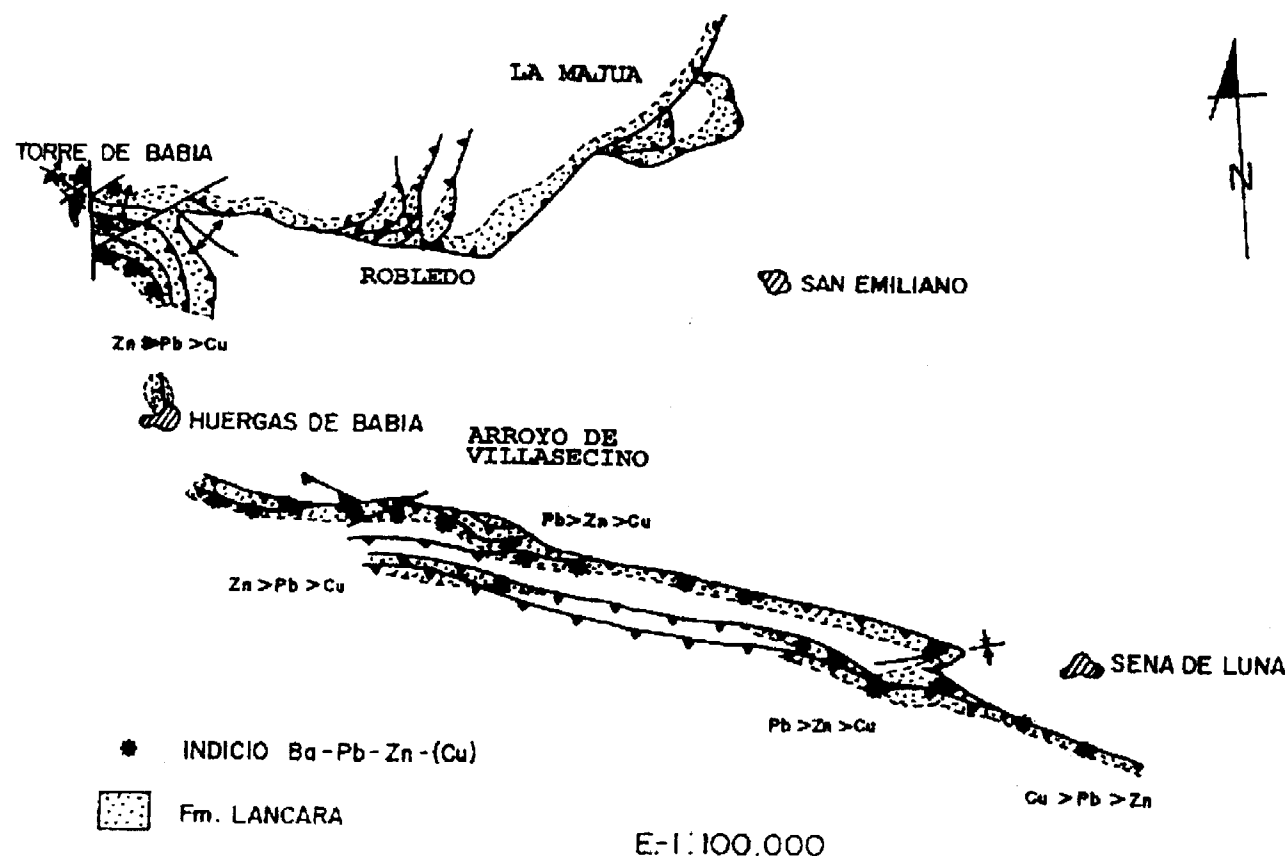 LA MAJUA
N
TORRE DE BABIA
ROBLEDO
SAN EMILIANO
Zn >Pb >Cu
HUERGAS DE BABIA
ARROYO DE
VILLASECINO
Pb>Zn>Cu
Zn>Pb>Cu
SENA DE LUNA
Pb>Zn>Cu
INDICIO Ba-Pb-Zn-(Cu)
Cu>Pb>Zn
Fm. LANCARA
E-1:100.000